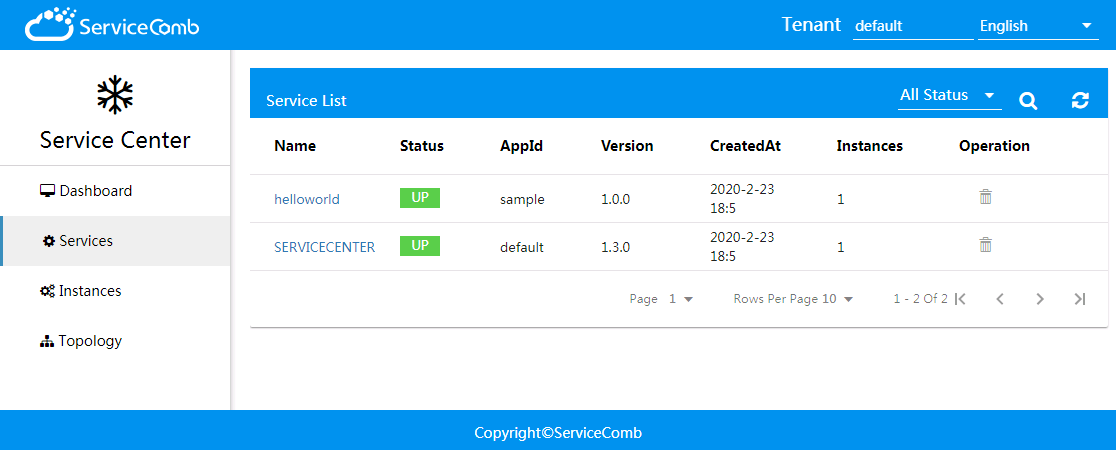 ServiceComb
Tenant default English
Service Center
Dashboard
Services
Instances
Topology
Service List All Status
Name Status AppId Version CreatedAt Instances Operation
helloworld UP sample 1.0.0 2020-2-23 1
18:5
SERVICECENTER UP default 1.3.0 2020-2-23 1
18:5
Page 1 Rows Per Page 10 1 - 2 Of 2
Copyright©ServiceComb